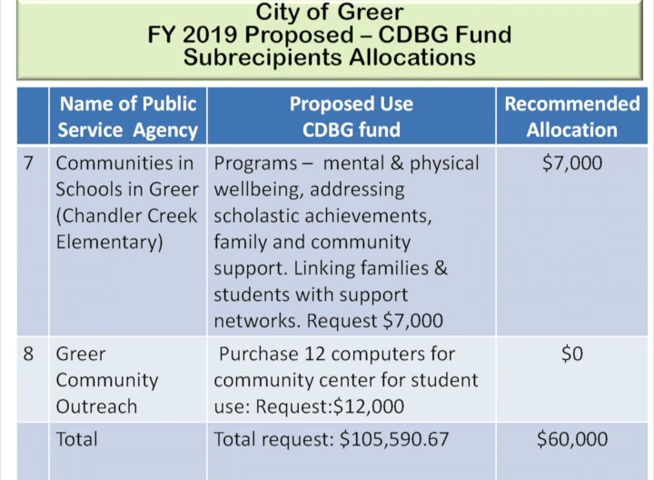 City of Greer
FY 2019 Proposed – CDBG Fund
Subrecipients Allocations
Name of Public
Service Agency
Proposed Use
CDBG fund
Recommended
Allocation
7
Communities in
Schools in Greer
(Chandler Creek
Elementary)
Programs – mental & physical
wellbeing, addressing
scholastic achievements,
family and community
support. Linking families &
students with support
networks. Request $7,000
$7,000
8
Greer
Community
Outreach
Purchase 12 computers for
community center for student
use: Request:$12,000
$0
Total
Total request: $105,590.67
$60,000